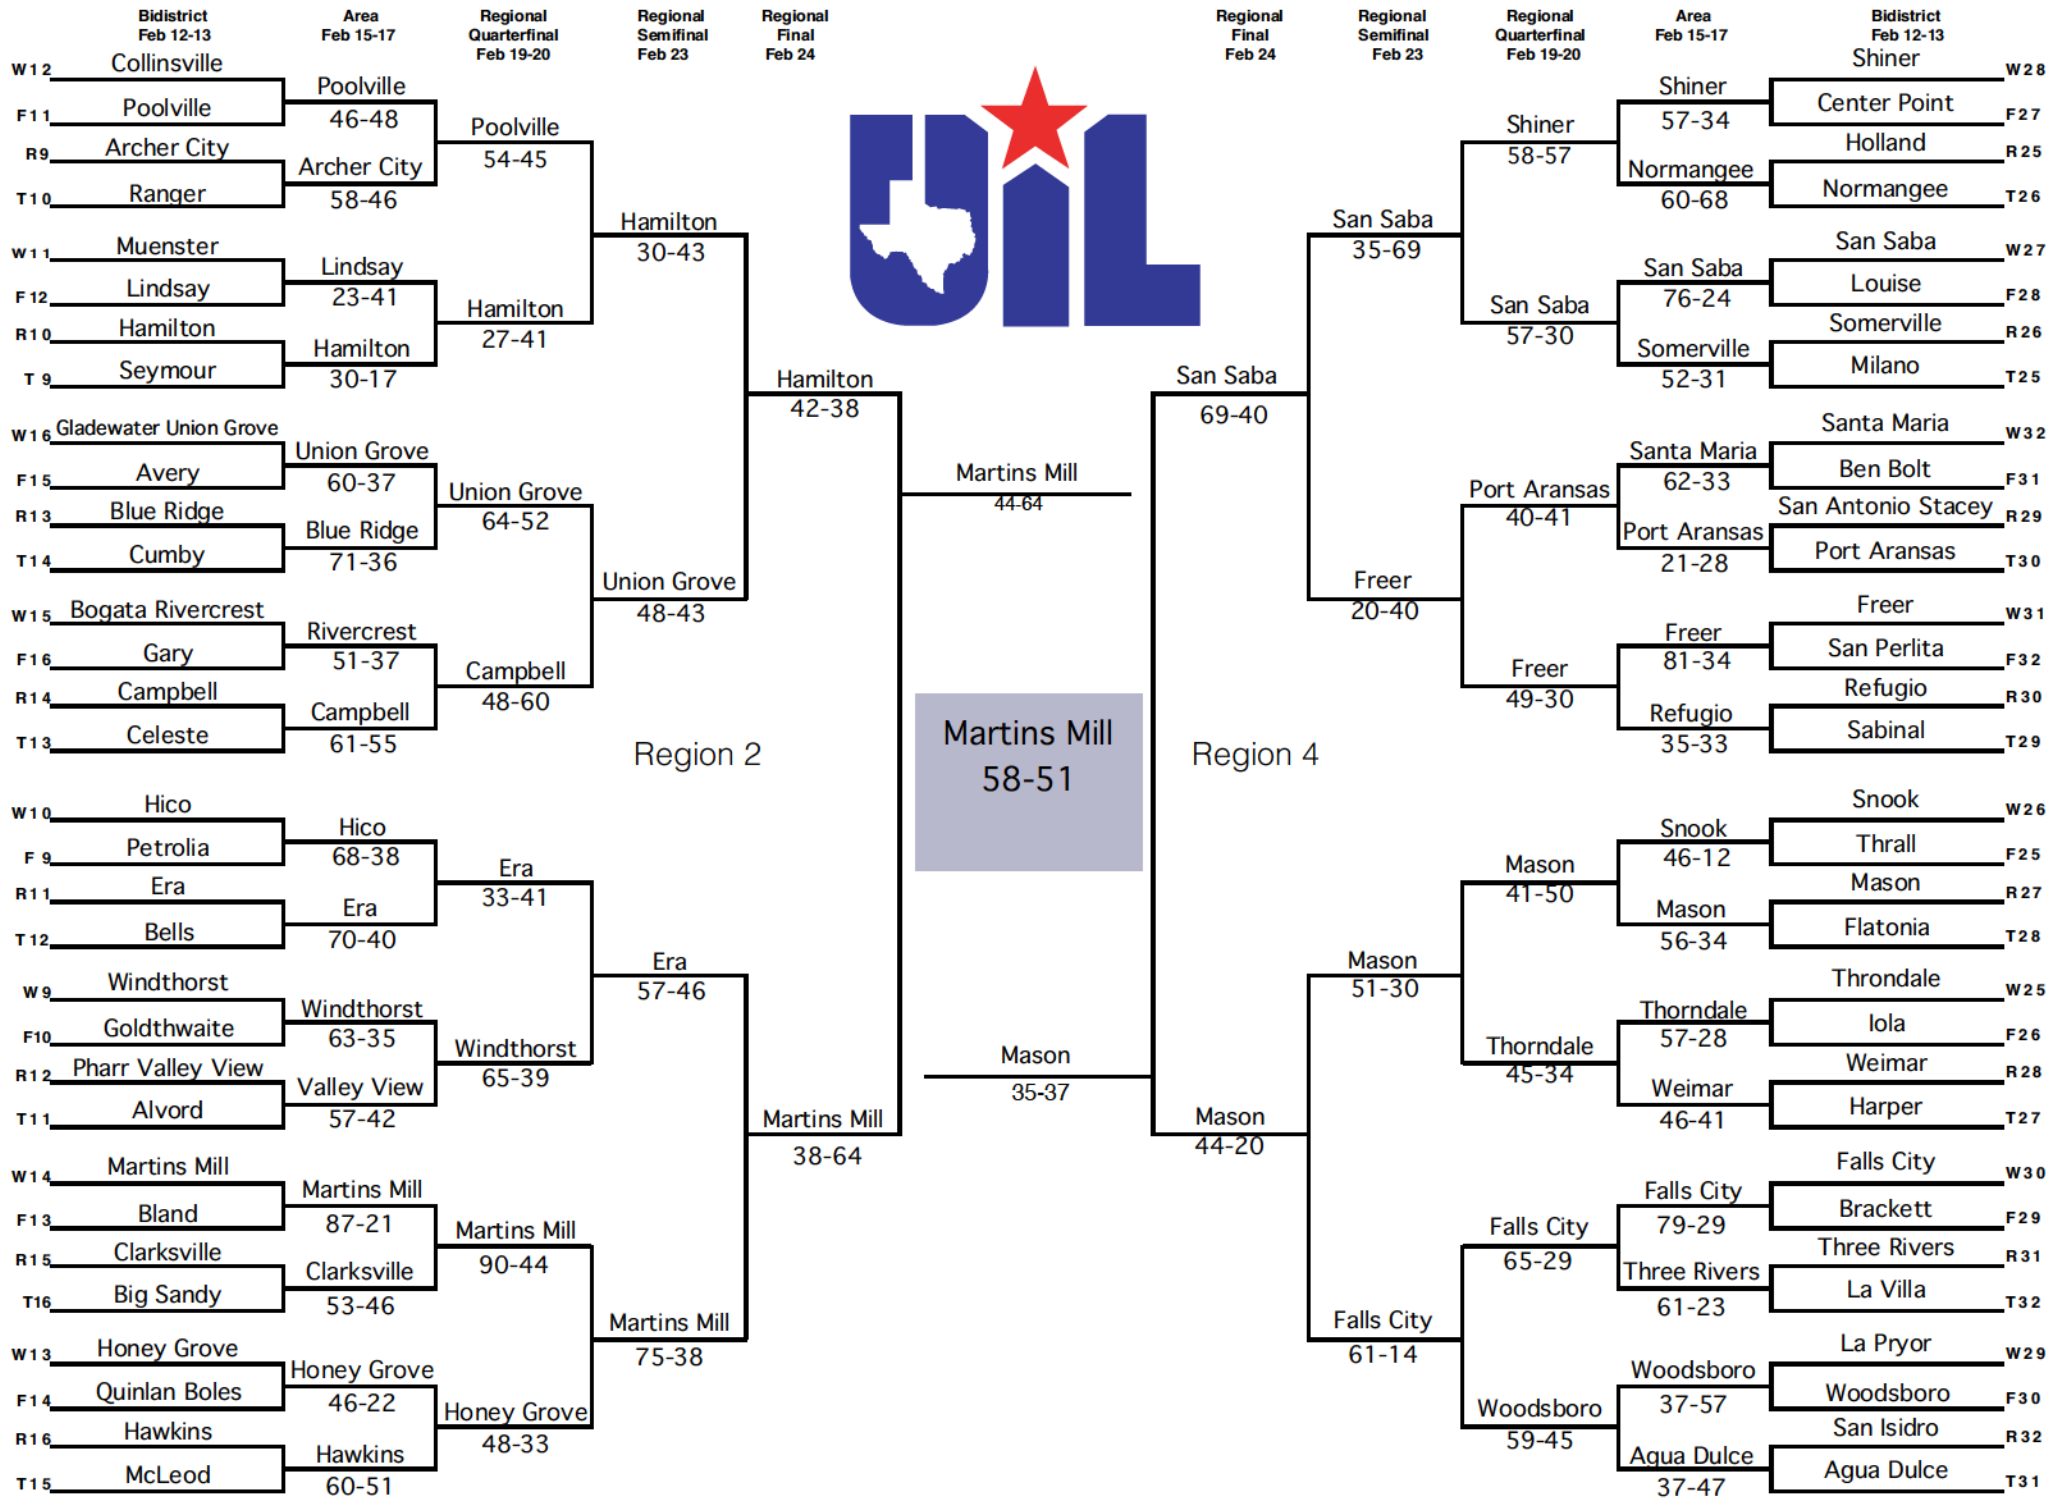 Bidistrict
Feb 12-13
Area
Feb 15-17
Regional
Quarterfinal
Feb 19-20
Regional
Semifinal
Feb 23
Regional
Final
Feb 24
Regional
Final
Feb 24
Regional
Semifinal
Feb 23
Regional
Quarterfinal
Feb 19-20
Area
Feb 15-17
Bidistrict
Feb 12-13
W12 Collinsville
F11 Poolville
R9 Archer City
T10 Ranger
W11 Muenster
F12 Lindsay
R10 Hamilton
T 9 Seymour
W16 Gladewater Union Grove
F15 Avery
R13 Blue Ridge
T14 Cumby
W15 Bogata Rivercrest
F16 Gary
R14 Campbell
T13 Celeste
W10 Hico
F 9 Petrolia
R11 Era
T12 Bells
W9 Windthorst
F10 Goldthwaite
R12 Pharr Valley View
T11 Alvord
W14 Martins Mill
F13 Bland
R15 Clarksville
T16 Big Sandy
W13 Honey Grove
F14 Quinlan Boles
R16 Hawkins
T15 McLeod
Poolville
46-48
Archer City
58-46
Lindsay
23-41
Hamilton
30-17
Union Grove
60-37
Blue Ridge
71-36
Rivercrest
51-37
Campbell
61-55
Hico
68-38
Era
70-40
Windthorst
63-35
Valley View
57-42
Martins Mill
87-21
Clarksville
53-46
Honey Grove
46-22
Hawkins
60-51
Poolville
54-45
Hamilton
27-41
Union Grove
64-52
Campbell
48-60
Era
33-41
Windthorst
65-39
Martins Mill
90-44
Honey Grove
48-33
Hamilton
30-43
Union Grove
48-43
Era
57-46
Martins Mill
75-38
Region 2
Hamilton
42-38
Martins Mill
38-64
UIL
Martins Mill
44-64
Martins Mill
58-51
Mason
35-37
San Saba
69-40
Mason
44-20
Region 4
San Saba
35-69
Freer
20-40
Mason
51-30
Falls City
61-14
Shiner
58-57
San Saba
57-30
Port Aransas
40-41
Freer
49-30
Mason
41-50
Thorndale
45-34
Falls City
65-29
Woodsboro
59-45
Shiner
57-34
Normangee
60-68
San Saba
76-24
Somerville
52-31
Santa Maria
62-33
Port Aransas
21-28
Freer
81-34
Refugio
35-33
Snook
46-12
Mason
56-34
Thorndale
57-28
Weimar
46-41
Falls City
79-29
Three Rivers
61-23
Woodsboro
37-57
Agua Dulce
37-47
Shiner W28
Center Point F27
Holland R25
Normangee T26
San Saba W27
Louise F28
Somerville R26
Milano T25
Santa Maria W32
Ben Bolt F31
San Antonio Stacey R29
Port Aransas T30
Freer W31
San Perlita F32
Refugio R30
Sabinal T29
Snook W26
Thrall F25
Mason R27
Flatonia T28
Throndale W25
Iola F26
Weimar R28
Harper T27
Falls City W30
Brackett F29
Three Rivers R31
La Villa T32
La Pryor W29
Woodsboro F30
San Isidro R32
Agua Dulce T31